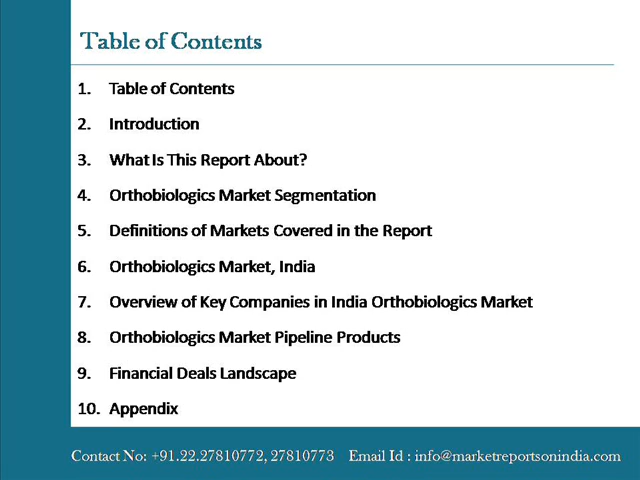 Table of Contents
1. Table of Contents
2. Introduction
3. What Is This Report About?
4. Orthobiologics Market Segmentation
5. Definitions of Markets Covered in the Report
6. Orthobiologics Market, India
7. Overview of Key Companies in India Orthobiologics Market
8. Orthobiologics Market Pipeline Products
9. Financial Deals Landscape
10. Appendix
Contact No: +91.22.27810772, 27810773 Email Id : info@marketreportsonindia.com